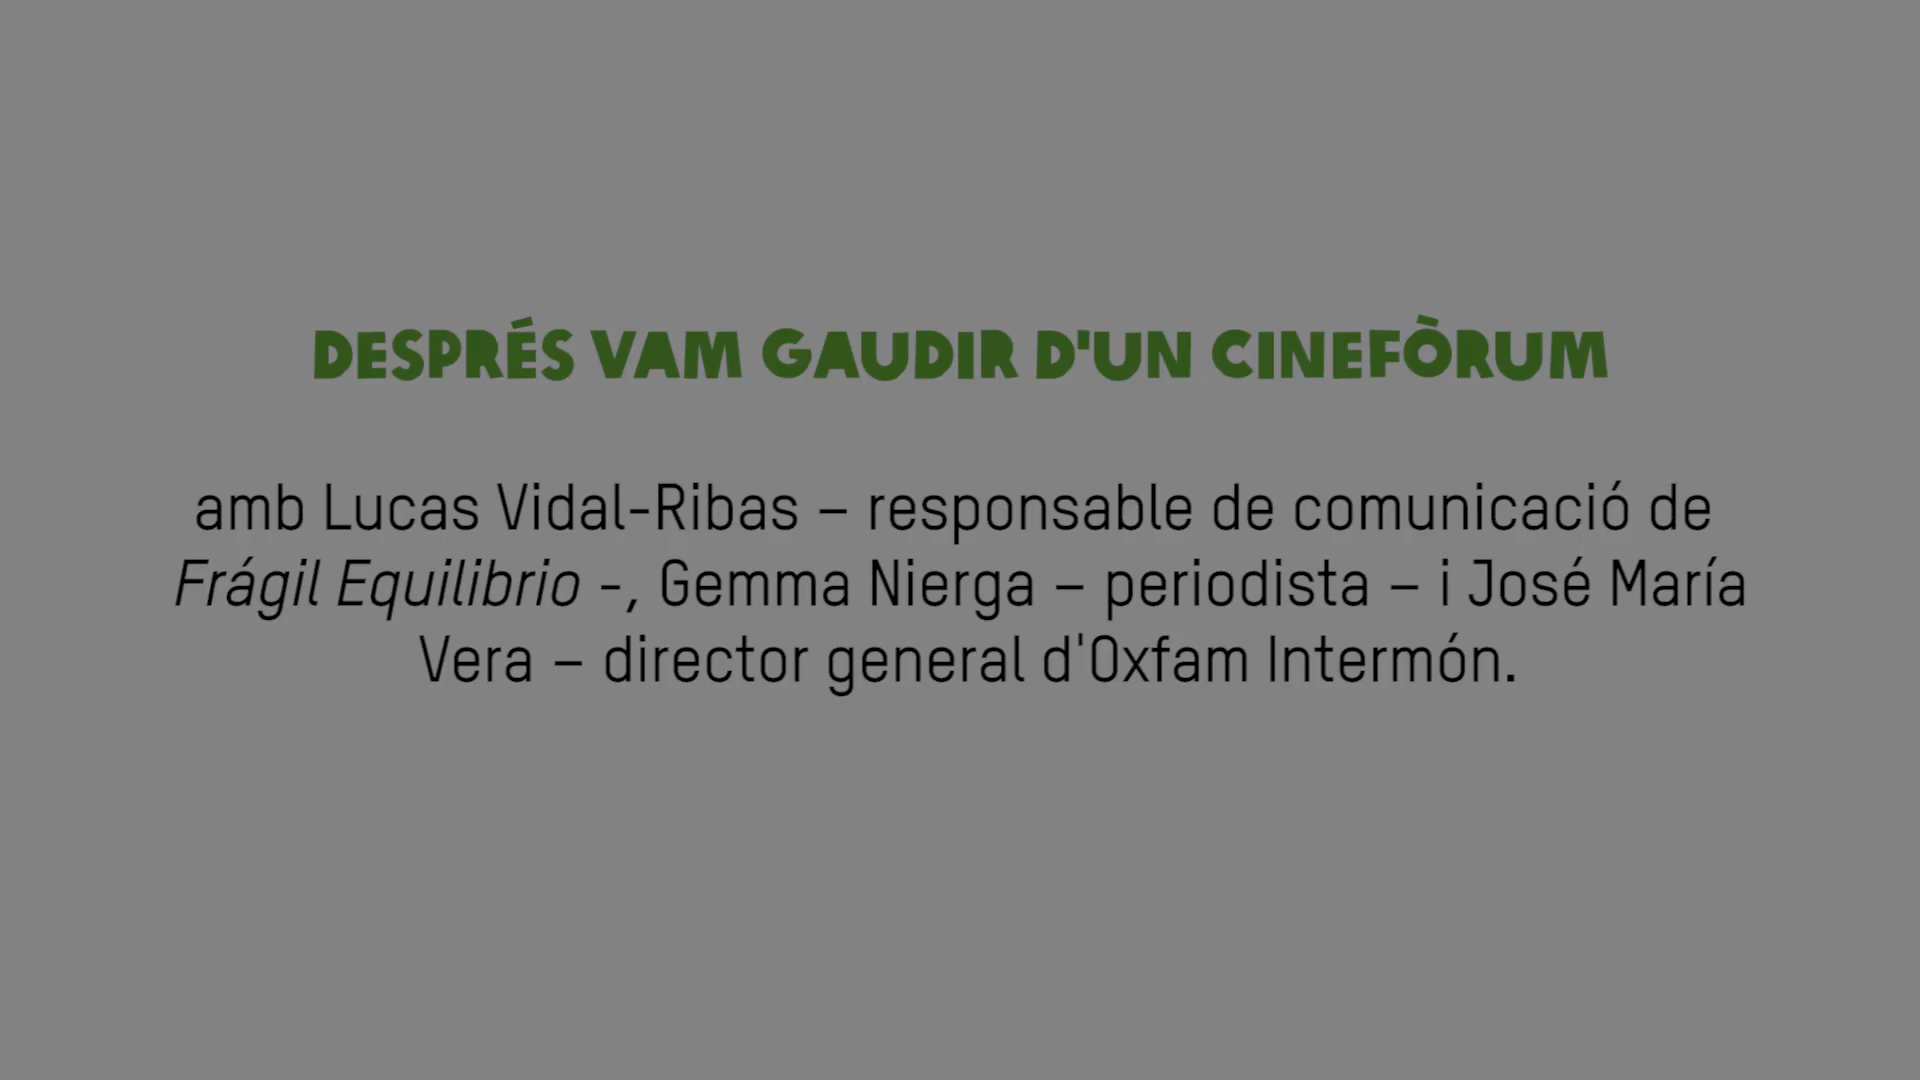 DESPRÉS VAM GAUDIR D'UN CINEFÒRUM
amb Lucas Vidal-Ribas – responsable de comunicació de
Frágil Equilibrio -, Gemma Nierga – periodista – i José María
Vera – director general d'Oxfam Intermón.